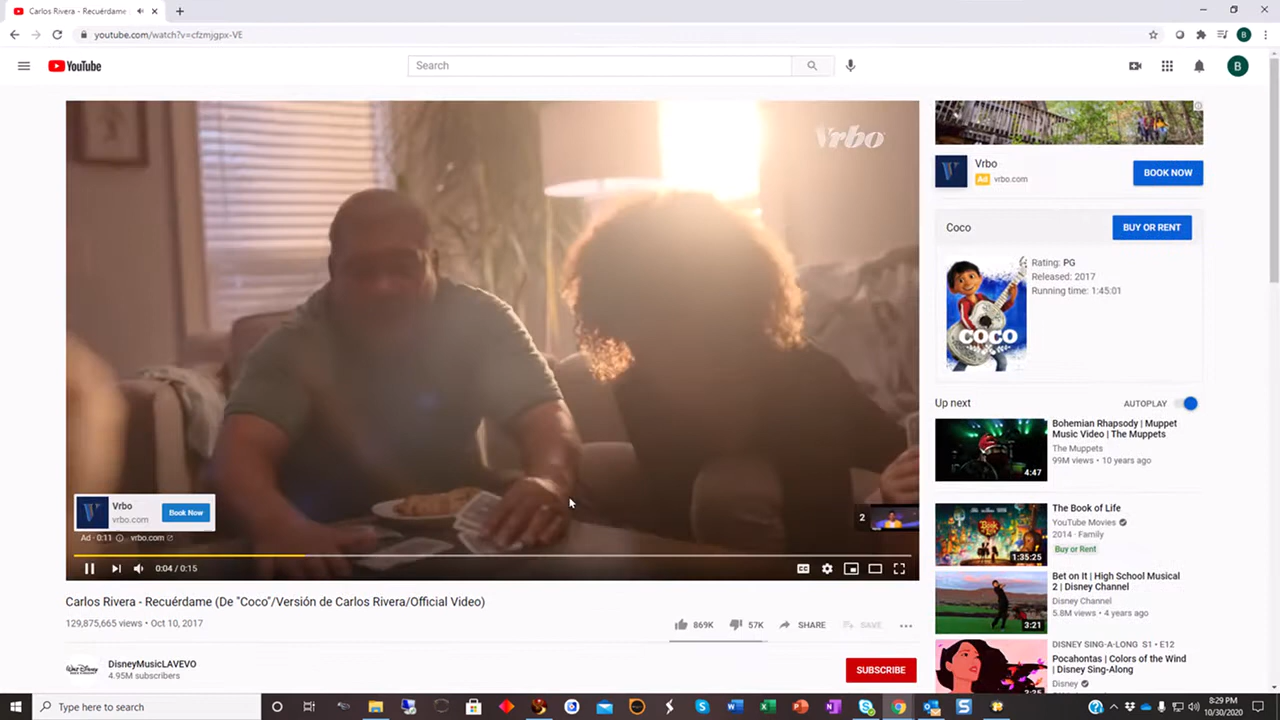 Carlos Rivera - Recuérdame
youtube.com/watch?v=cfzmjgpx-VE
B
YouTube
Search
B
Vrbo
Vrbo
Ad vrbo.com
BOOK NOW
Coco
BUY OR RENT
Rating: PG
Released: 2017
Running time: 1:45:01
COCO
Up next
AUTOPLAY
Bohemian Rhapsody | Muppet
Music Video | The Muppets
The Muppets
99M views • 10 years ago
4:47
Vrbo
vrbo.com
Book Now
2
Ad · 0:11
vrbo.com
0:04 / 0:15
The Book of Life
YouTube Movies
2014 · Family
Buy or Rent
1:35:25
Bet on It | High School Musical
2 | Disney Channel
Disney Channel
5.8M views • 4 years ago
3:21
Carlos Rivera - Recuérdame (De "Coco"/Versión de Carlos Rivera/Official Video)
129,875,665 views • Oct 10, 2017
869K
57K
SHARE
SAVE
DISNEY SING-A-LONG S1 • E12
Pocahontas | Colors of the Wind
| Disney Sing-Along
Disney
DisneyMusicLAVEVO
4.95M subscribers
SUBSCRIBE
Type here to search
8:29 PM
10/30/2020